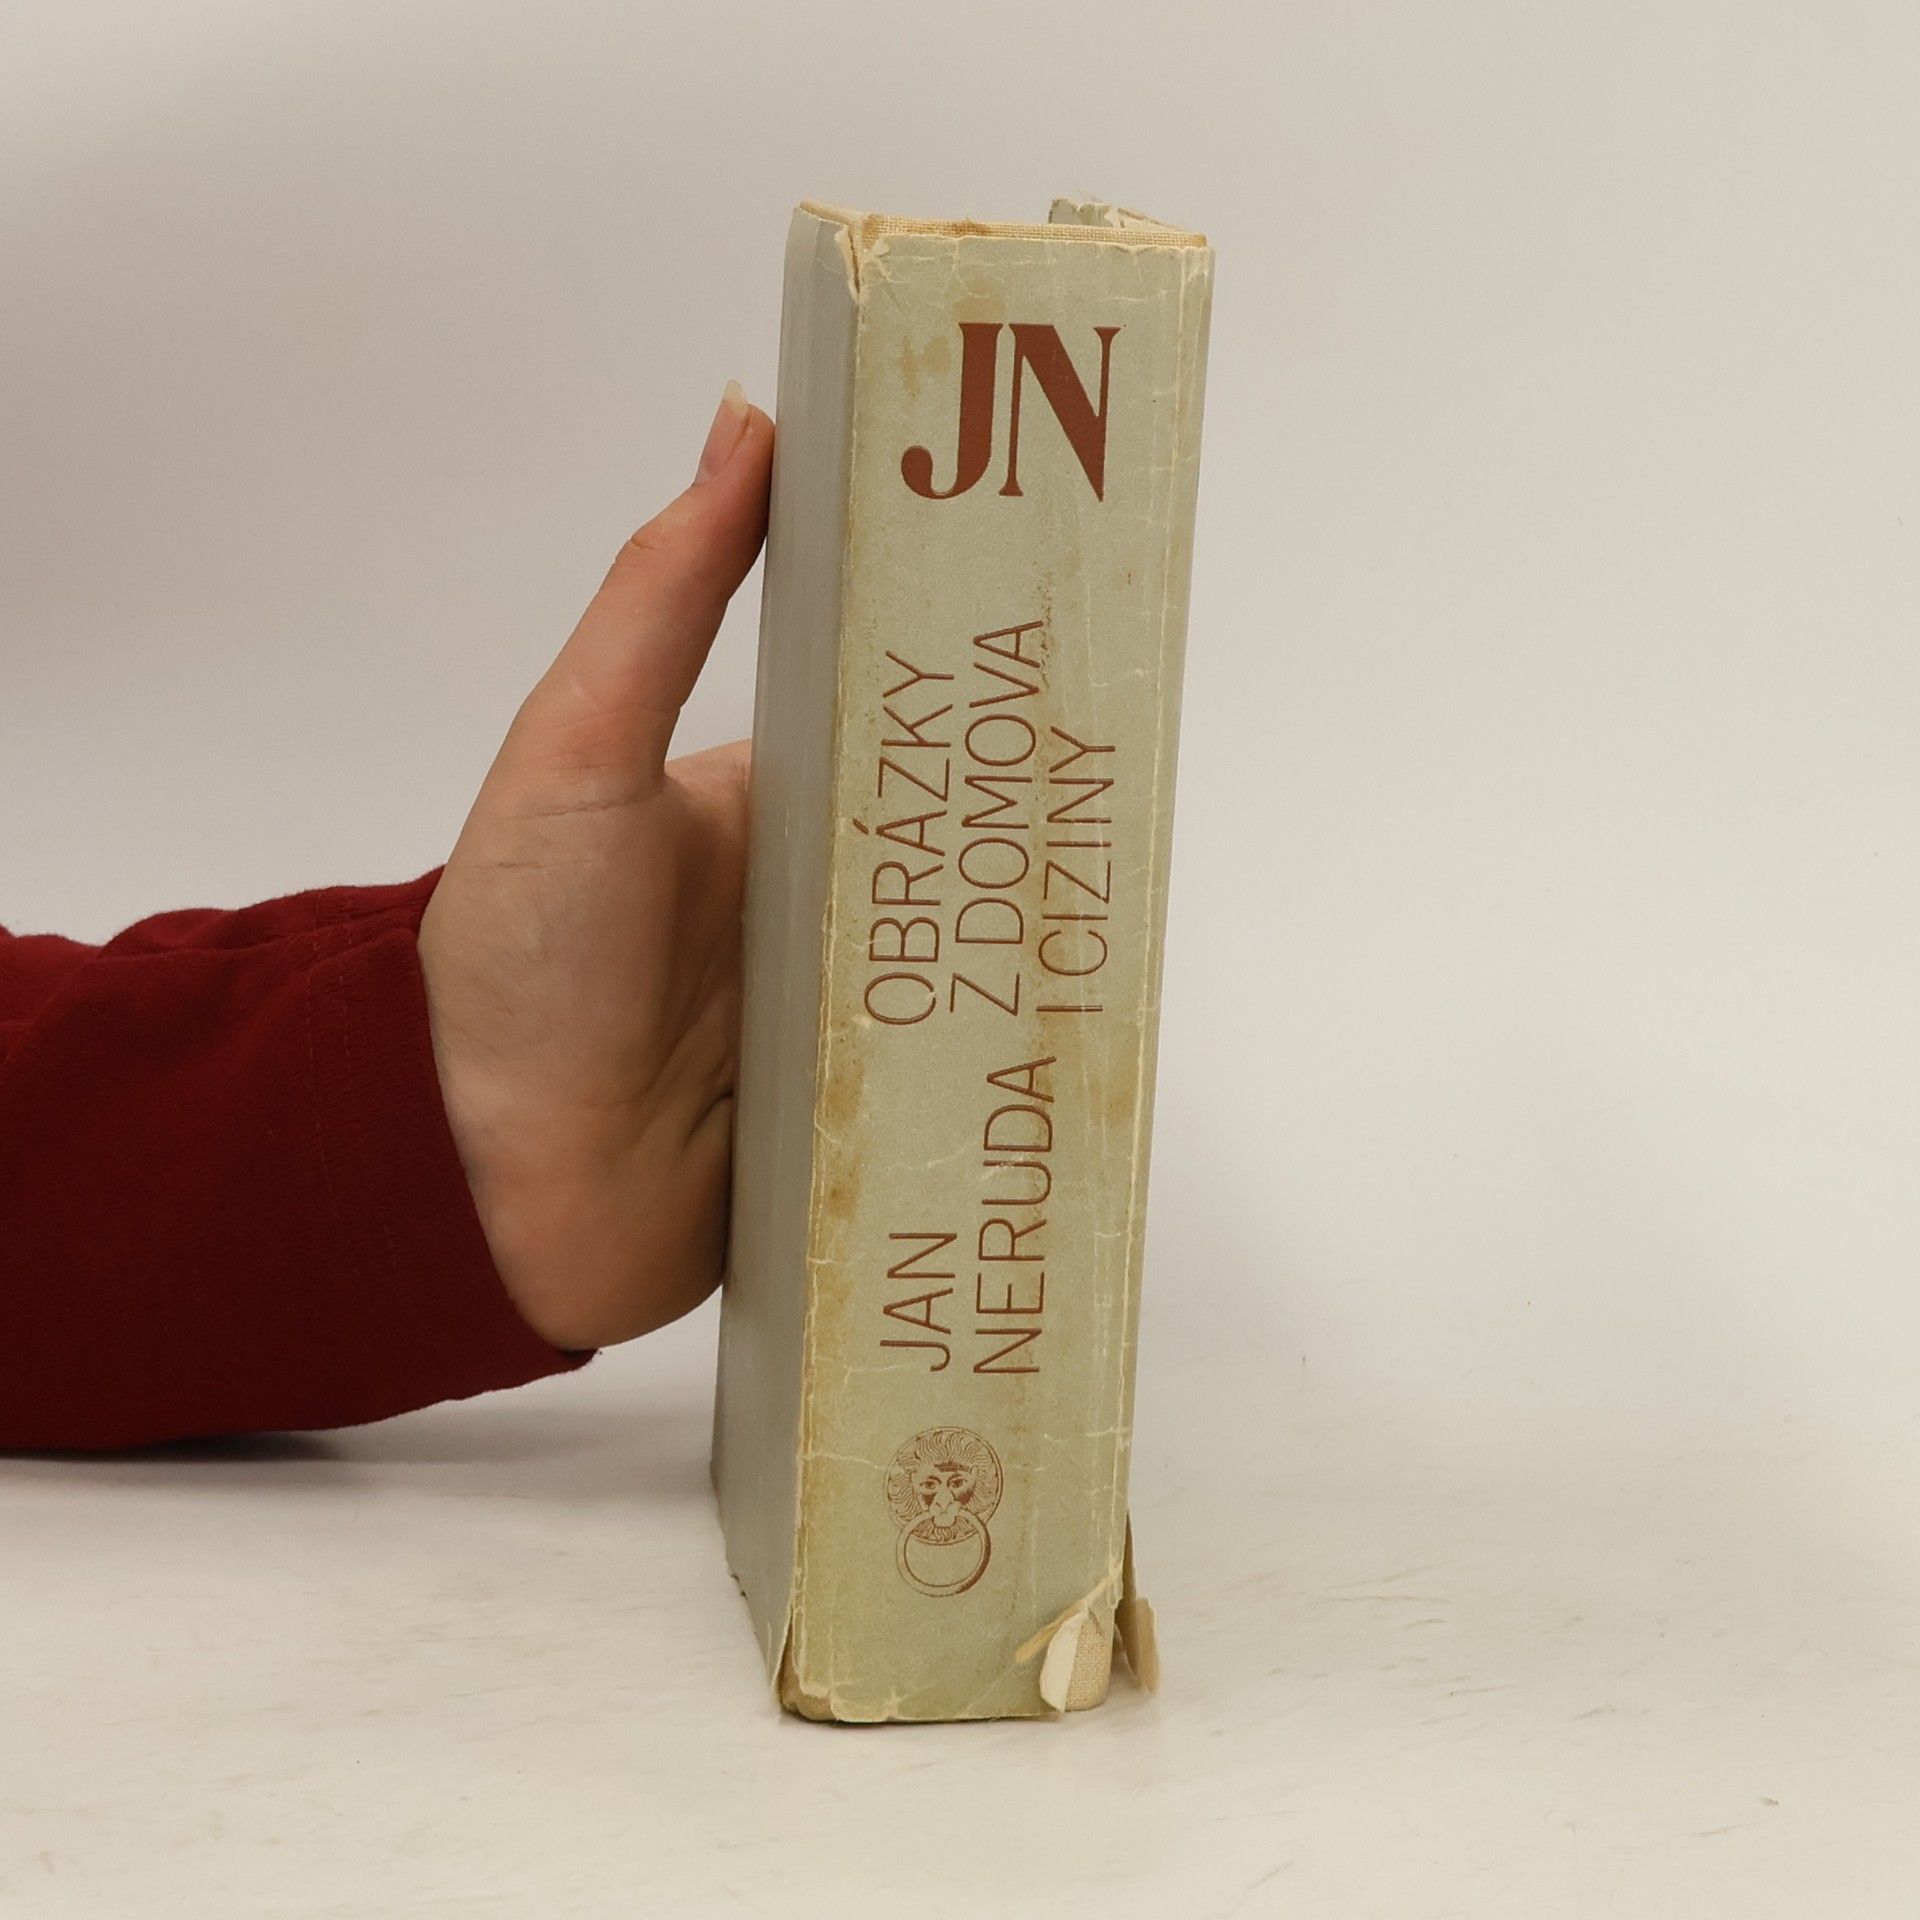 JN
JAN
NERUDA
OBRÁZKY
Z DOMOVA
I CIZINY